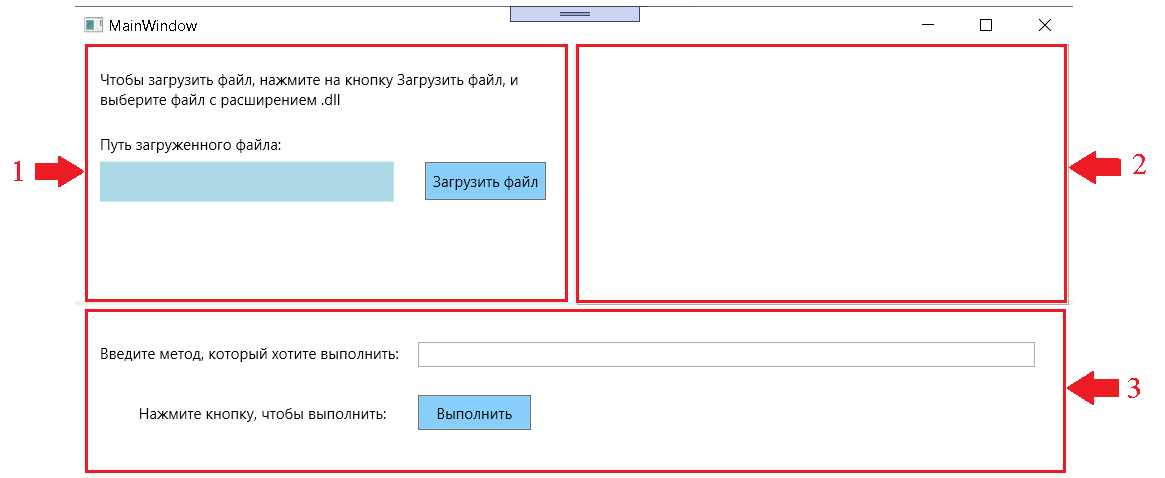 MainWindow
Чтобы загрузить файл, нажмите на кнопку Загрузить файл, и
выберите файл с расширением .dll
Путь загруженного файла:
Загрузить файл
1
2
Введите метод, который хотите выполнить:
Нажмите кнопку, чтобы выполнить:
Выполнить
3